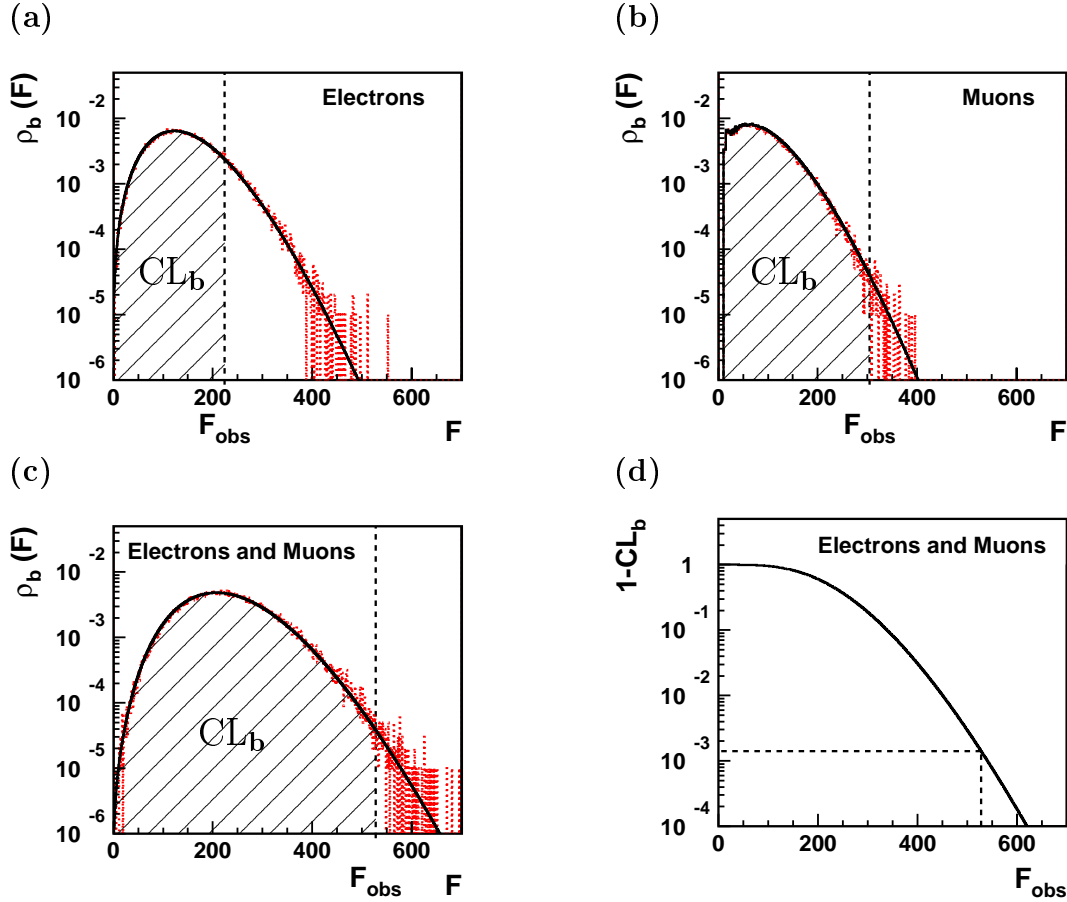 (a)
ρb (F)
Electrons
10 -2
10 -3
10 -4
10 -5
10 -6
CLb
0 200 400 600
Fobs F
(b)
ρb (F)
Muons
10 -2
10 -3
10 -4
10 -5
10 -6
CLb
0 200 400 600
Fobs F
(c)
ρb (F)
Electrons and Muons
10 -2
10 -3
10 -4
10 -5
10 -6
CLb
0 200 400 600
Fobs F
(d)
1-CLb
Electrons and Muons
1
10 -1
10 -2
10 -3
10 -4
0 200 400 600
Fobs